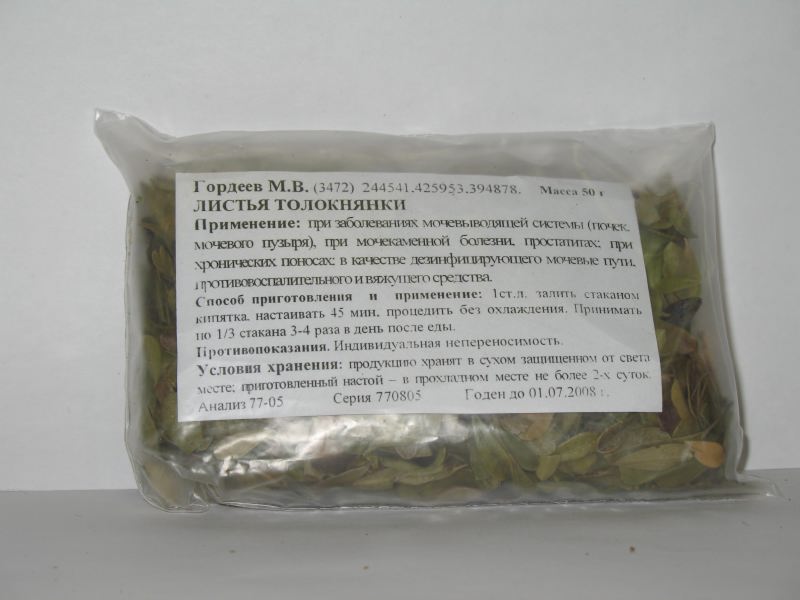 Гордеев М.В. (3472) 244541,425953,394878. Масса 50 г
ЛИСТЬЯ ТОЛОКНЯНКИ
Применение: при заболеваниях мочевыводящей системы (почек,
мочевого пузыря), при мочекаменной болезни, простатитах; при
хронических поносах; в качестве дезинфицирующего мочевые пути,
противовоспалительного и вяжущего средства.
Способ приготовления и применение: 1ст.л. залить стаканом
кипятка, настаивать 45 мин, процедить без охлаждения. Принимать
по 1/3 стакана 3-4 раза в день после еды.
Противопоказания. Индивидуальная непереносимость.
Условия хранения: продукцию хранят в сухом защищенном от света
месте; приготовленный настой – в прохладном месте не более 2-х суток.
Анализ 77-05 Серия 770805 Годен до 01.07.2008 г.